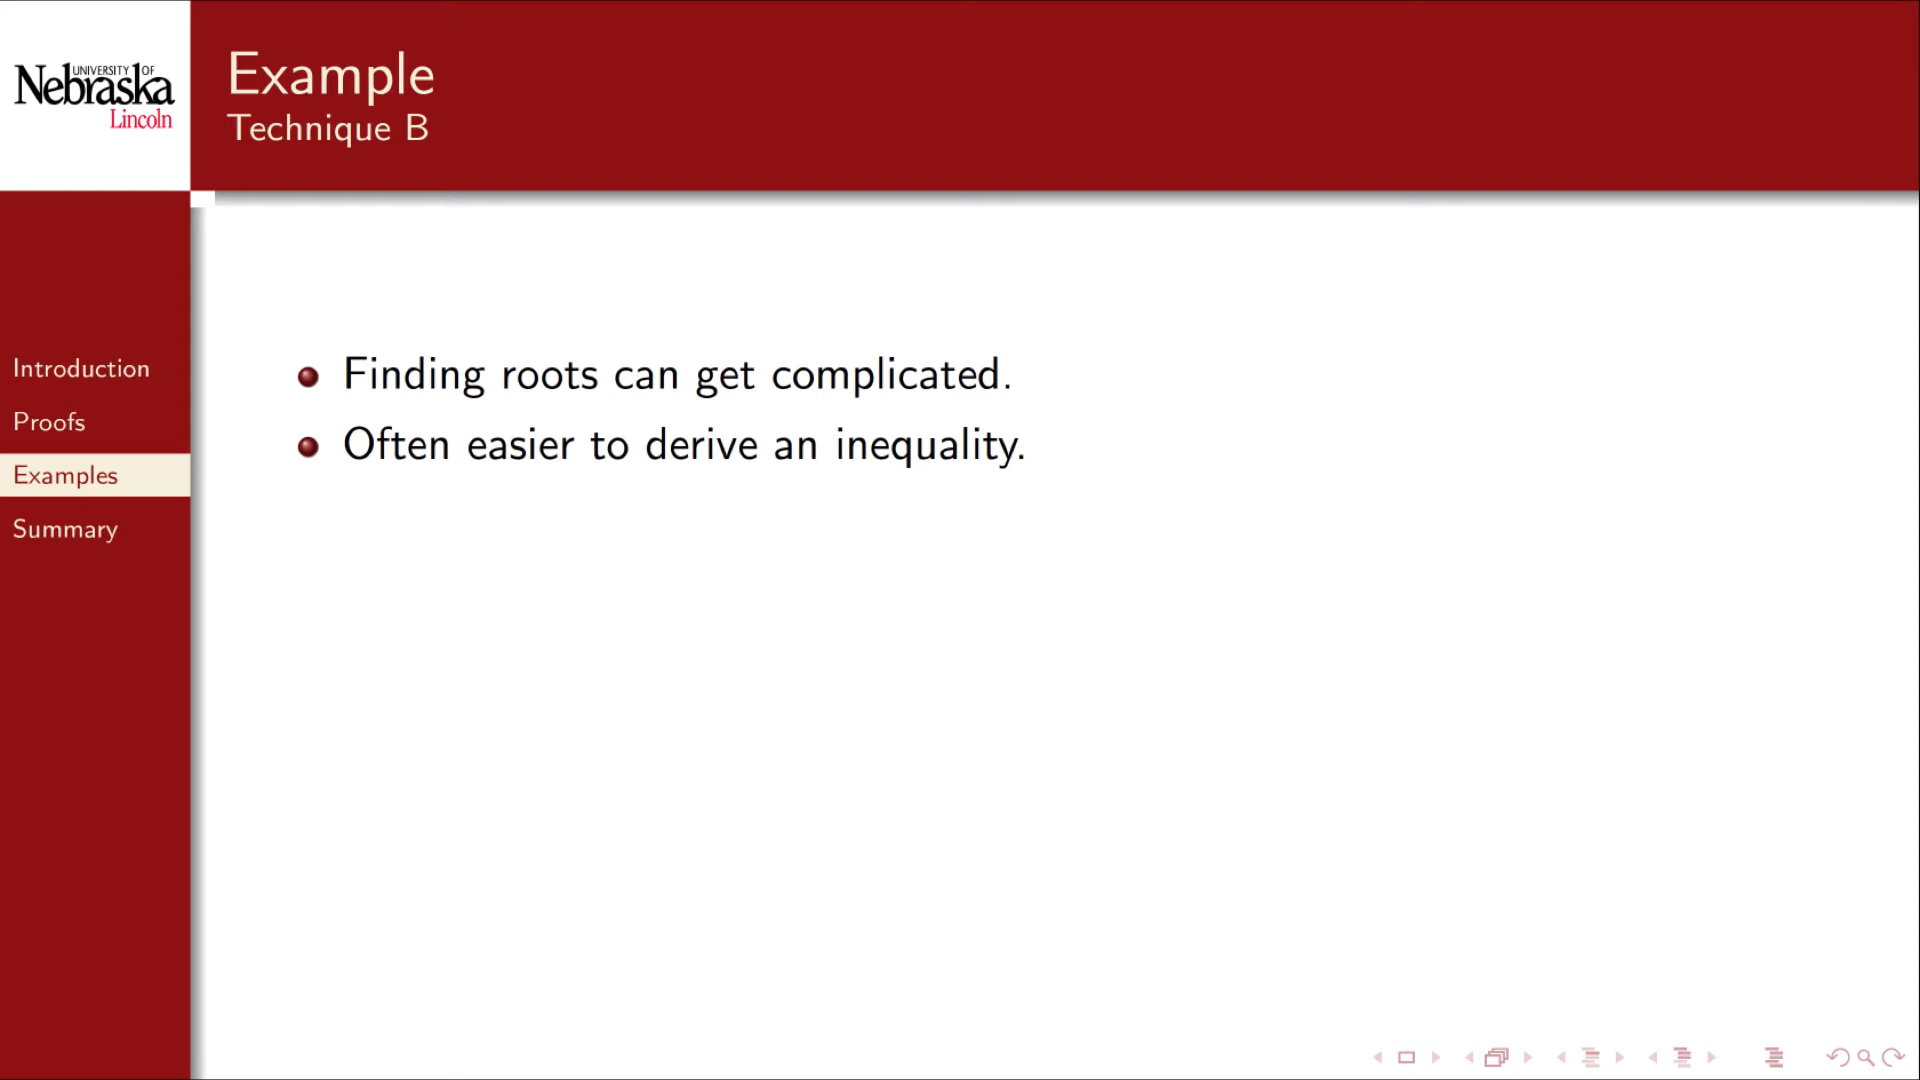 UNIVERSITY OF
Nebraska
Lincoln
Example
Technique B
Introduction
Proofs
Examples
Summary
Finding roots can get complicated.
Often easier to derive an inequality.